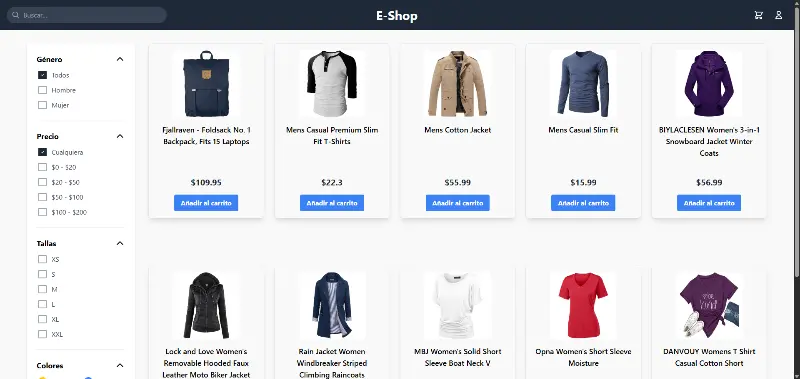 Buscar...
E-Shop
Género
Todos
Hombre
Mujer
Precio
Cualquiera
$0 - $20
$20 - $50
$50 - $100
$100 - $200
Tallas
XS
S
M
L
XL
XXL
Colores
Fjallraven - Foldsack No. 1
Backpack, Fits 15 Laptops
$109.95
Añadir al carrito
Mens Casual Premium Slim
Fit T-Shirts
$22.3
Añadir al carrito
Mens Cotton Jacket
$55.99
Añadir al carrito
Mens Casual Slim Fit
$15.99
Añadir al carrito
BIYLACLESEN Women's 3-in-1
Snowboard Jacket Winter
Coats
$56.99
Añadir al carrito
Lock and Love Women's
Removable Hooded Faux
Leather Moto Biker Jacket
Rain Jacket Women
Windbreaker Striped
Climbing Raincoats
MBJ Women's Solid Short
Sleeve Boat Neck V
Opna Women's Short Sleeve
Moisture
DANVOUY Womens T Shirt
Casual Cotton Short